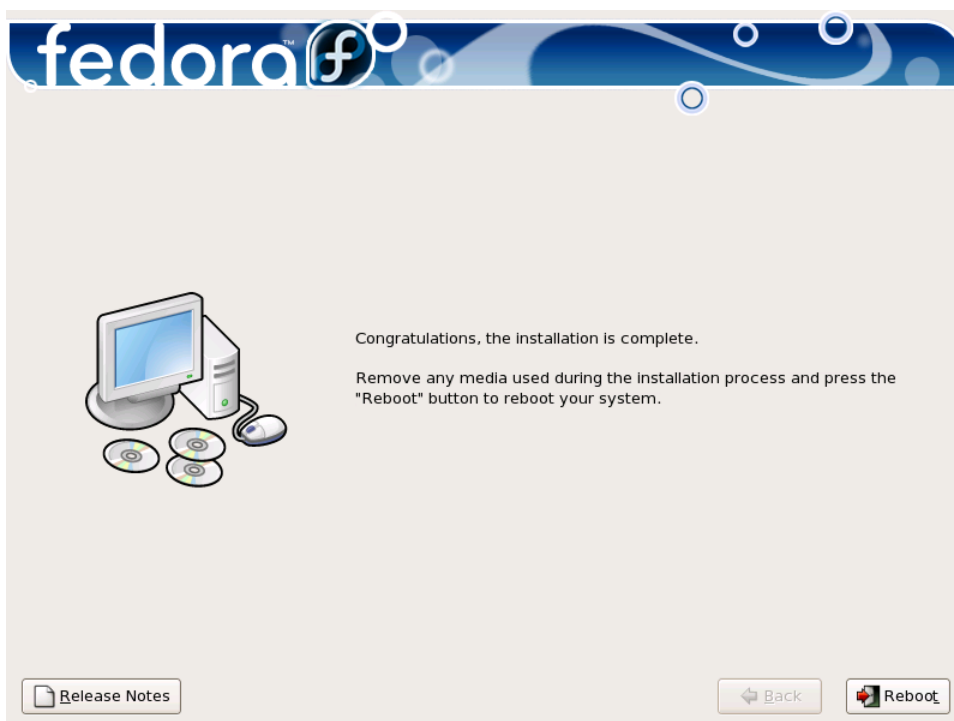 fedora™
Congratulations, the installation is complete.
Remove any media used during the installation process and press the
"Reboot" button to reboot your system.
Release Notes
Back
Reboot